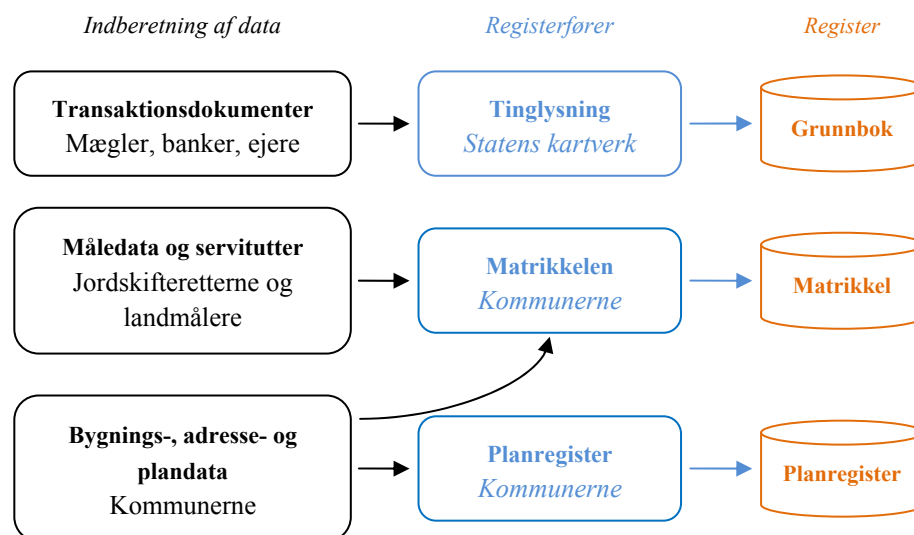 Indberetning af data
Registerfører
Register
Transaktionsdokumenter
Mægler, banker, ejere
Tinglysning
Statens kartverk
Grunnbok
Måledata og servitutter
Jordskifteretterne og
landmålere
Matrikkelen
Kommunerne
Matrikkel
Bygnings-, adresse- og
plandata
Kommunerne
Planregister
Kommunerne
Planregister